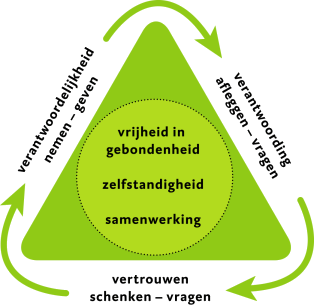 verantwoordelijkheid
nemen – geven
verantwoording
afleggen – vragen
vrijheid in
gebondenheid
zelfstandigheid
samenwerking
vertrouwen
schenken – vragen